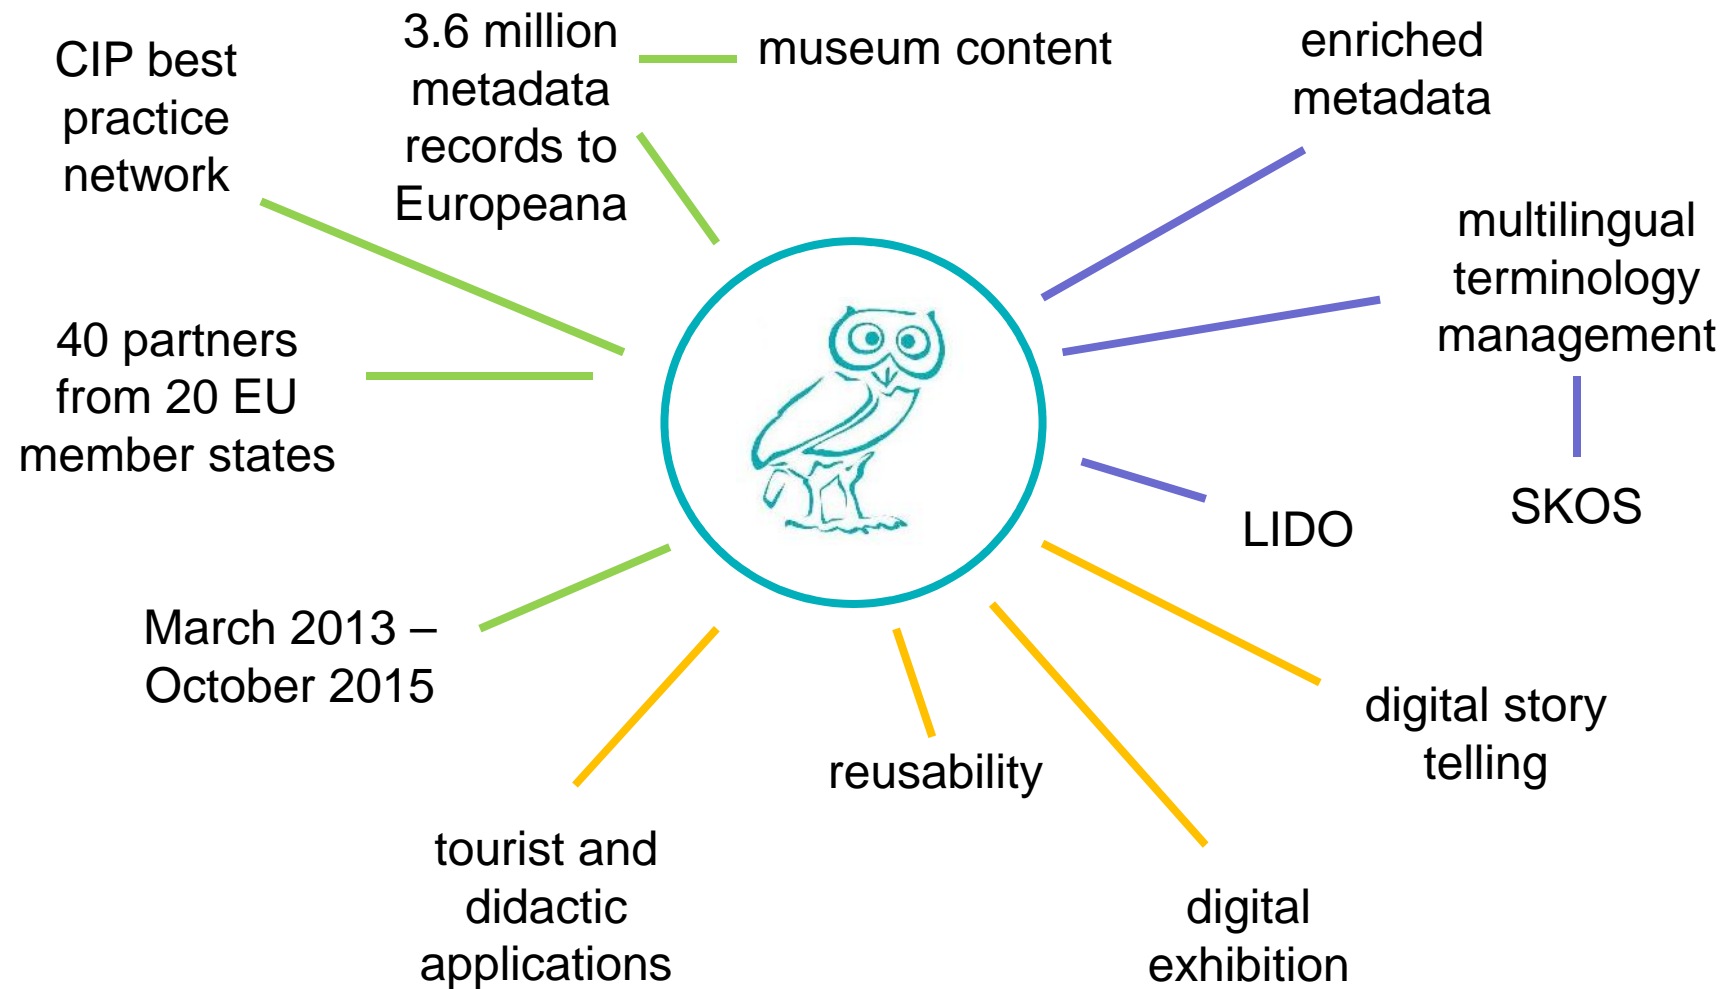 CIP best
practice
network
3.6 million
metadata
records to
Europeana
museum content
enriched
metadata
multilingual
terminology
management
40 partners
from 20 EU
member states
SKOS
LIDO
March 2013 –
October 2015
digital story
telling
reusability
tourist and
didactic
applications
digital
exhibition